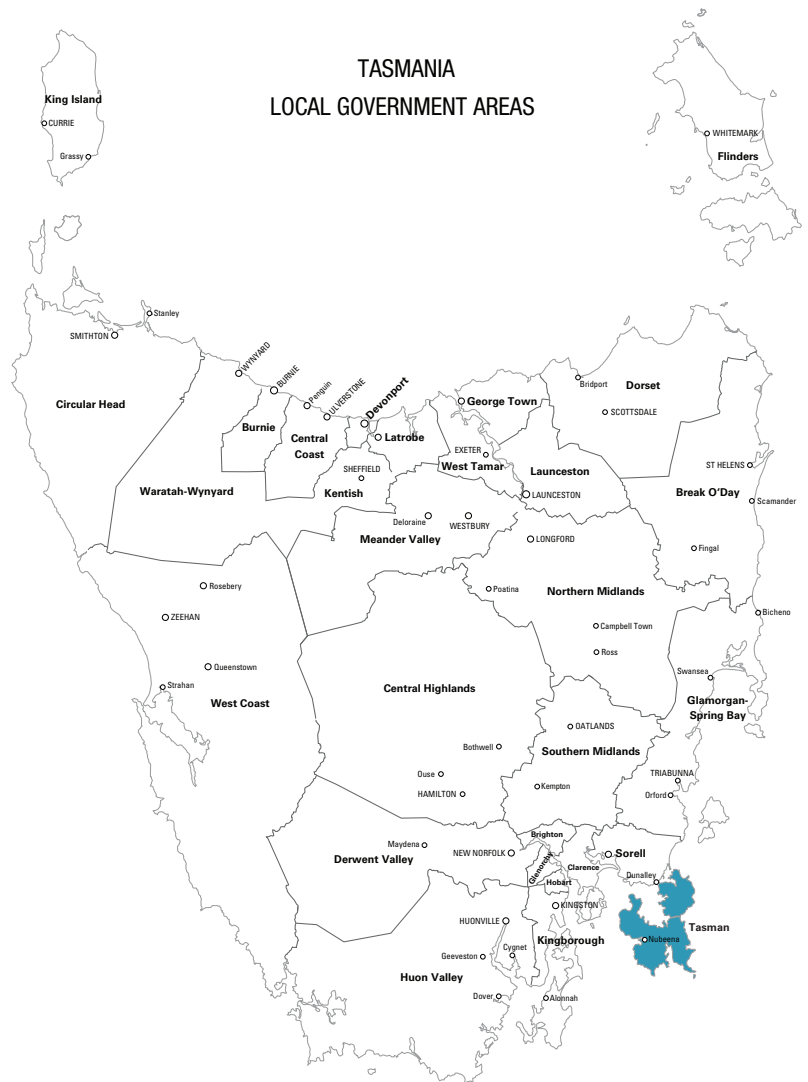 TASMANIA
LOCAL GOVERNMENT AREAS
King Island
CURRIE
Grassy
WHITEMARK
Flinders
Stanley
SMITHTON
WYNYARD
BURNIE
Penguin
ULVERSTONE
Devonport
Circular Head
Burnie
Central
Coast
Latrobe
George Town
Bridport
Dorset
SCOTTSDALE
EXETER
West Tamar
Launceston
LAUNCESTON
SHEFFIELD
Kentish
Waratah-Wynyard
ST HELENS
Break O'Day
Scamander
Deloraine
WESTBURY
Meander Valley
LONGFORD
Fingal
Rosebery
Poatina
Northern Midlands
ZEEHAN
Campbell Town
Bicheno
Ross
Queenstown
Strahan
West Coast
Central Highlands
Swansea
Glamorgan-
Spring Bay
OATLANDS
Bothwell
Southern Midlands
Ouse
HAMILTON
Kempton
TRIABUNNA
Orford
Maydena
Derwent Valley
NEW NORFOLK
Brighton
Glenorchy
Clarence
Sorell
Hobart
Dunalley
KINGSTON
HUONVILLE
Kingborough
Tasman
Nubeena
Geeveston
Cygnet
Huon Valley
Dover
Alonnah